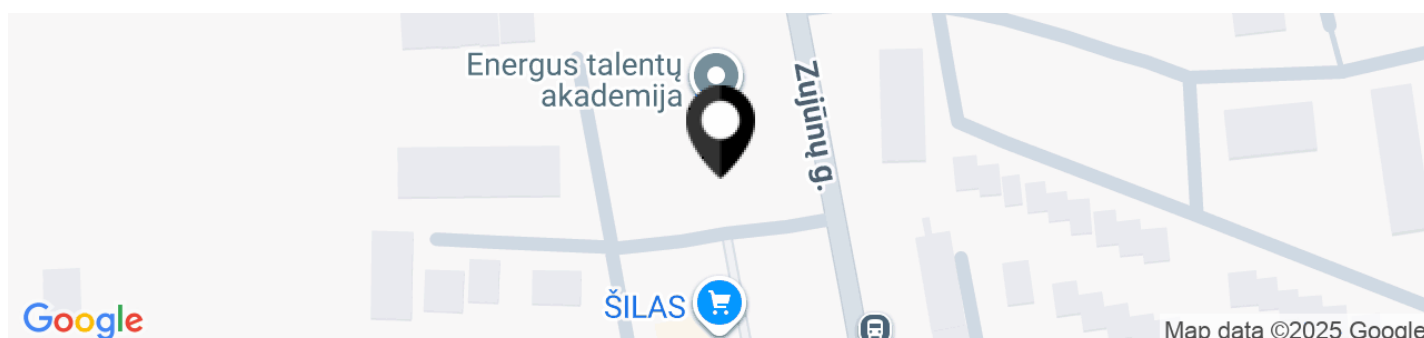 Energus talentų
akademija
Zujūnų g.
ŠILAS
Google
Map data ©2025 Google